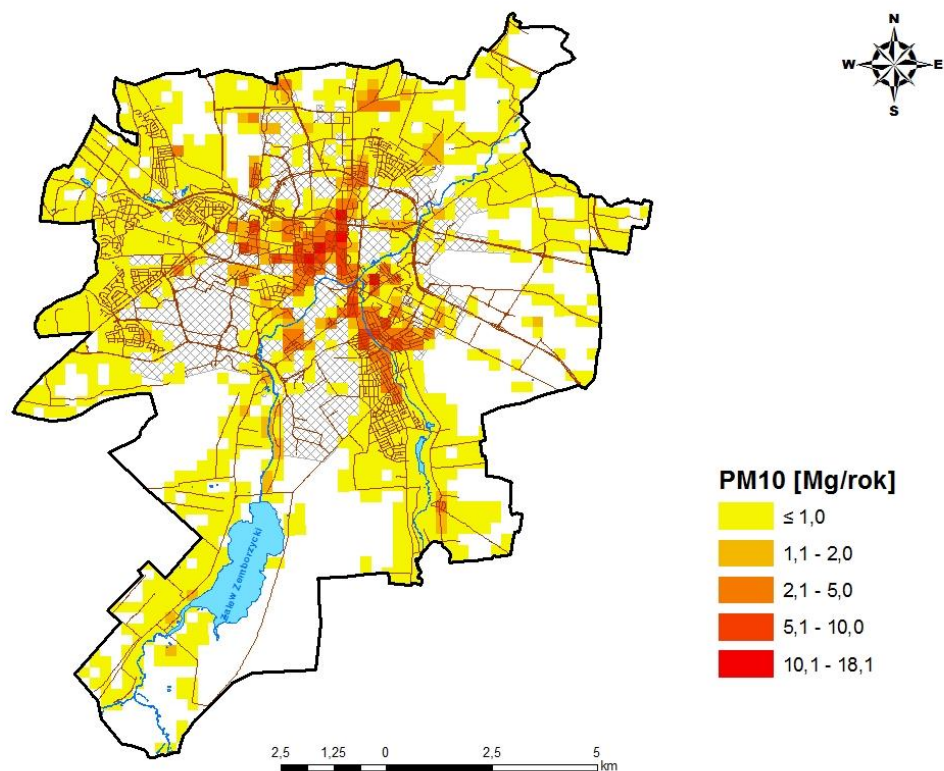 N
W E
S
PM10 [Mg/rok]
≤ 1,0
1,1 - 2,0
2,1 - 5,0
5,1 - 10,0
10,1 - 18,1
Zalew Zemborzycki
2,5 1,25 0 2,5 5
km